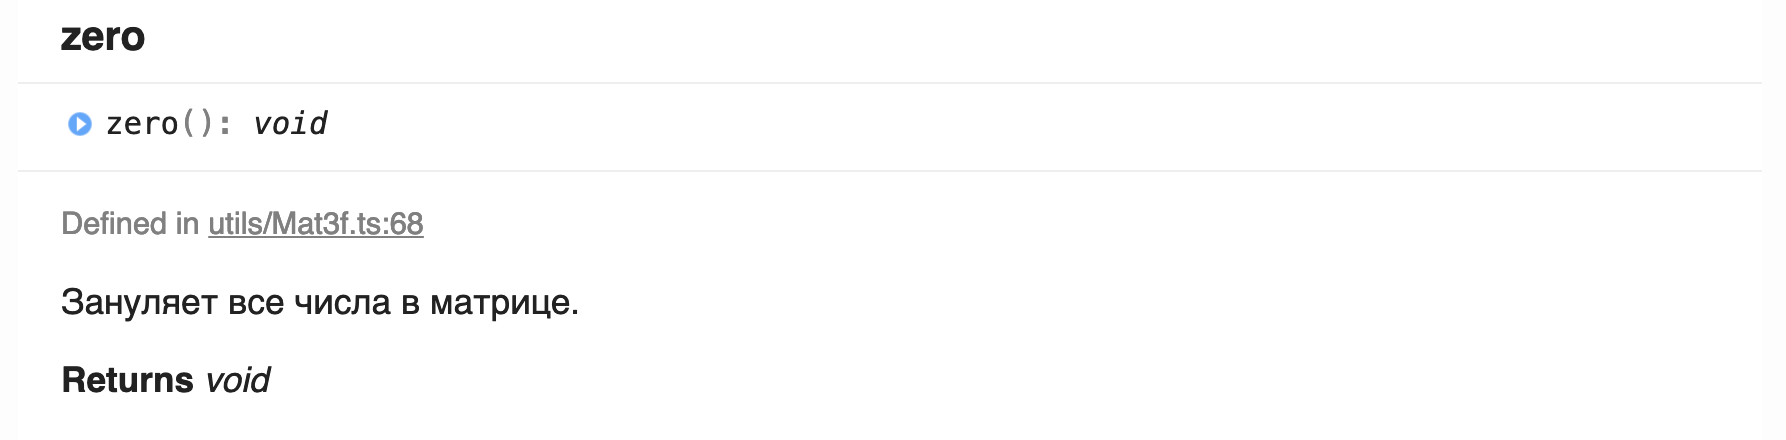 zero
zero(): void
Defined in utils/Mat3f.ts:68
Зануляет все числа в матрице.
Returns void